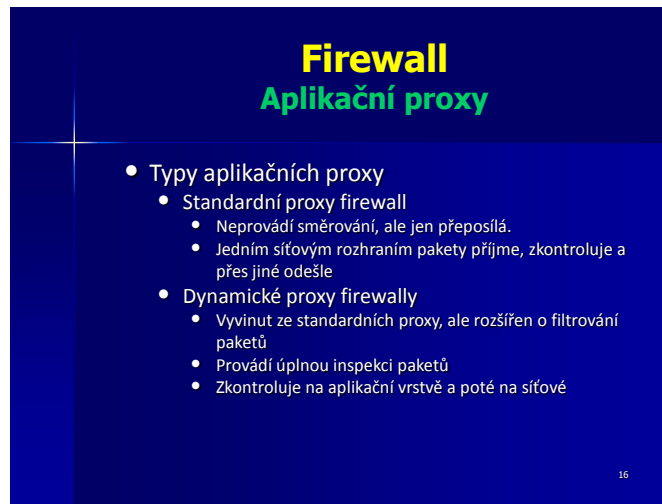 Firewall
Aplikační proxy
• Typy aplikačních proxy
• Standardní proxy firewall
• Neprovádí směrování, ale jen přeposílá.
• Jedním síťovým rozhraním pakety příjme, zkontroluje a
přes jiné odešle
• Dynamické proxy firewally
• Vyvinut ze standardních proxy, ale rozšířen o filtrování
paketů
• Provádí úplnou inspekci paketů
• Zkontroluje na aplikační vrstvě a poté na síťové
16